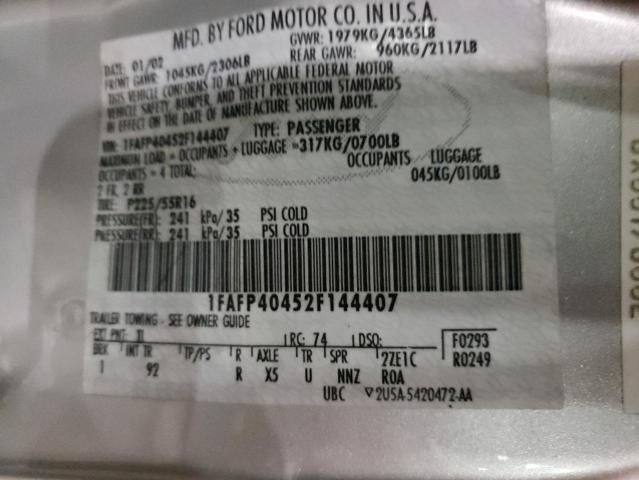 MFD. BY FORD MOTOR CO. IN U.S.A.
DATE: 01/02 GVWR: 1979KG/4365LB
FRONT GAWR: 1045KG/2306LB REAR GAWR: 960KG/2117LB
THIS VEHICLE CONFORMS TO ALL APPLICABLE FEDERAL MOTOR
VEHICLE SAFETY, BUMPER, AND THEFT PREVENTION STANDARDS
IN EFFECT ON THE DATE OF MANUFACTURE SHOWN ABOVE.
VIN: 1FAFP40452F144407 TYPE: PASSENGER
MAXIMUM LOAD = OCCUPANTS + LUGGAGE =317KG/0700LB
OCCUPANTS = 4 TOTAL: OCCUPANTS LUGGAGE
2 FR, 2 RR 045KG/0100LB
TIRE: P225/55R16
PRESSURE(FR): 241 kPa/35 PSI COLD
PRESSURE(RR): 241 kPa/35 PSI COLD
1FAFP40452F144407
TRAILER TOWING - SEE OWNER GUIDE
EXT PNT: RC: 74 DSO: F0293
BRK INT TR TP/PS R AXLE TR SPR 27E1C R0249
1 92 R X5 U NNZ ROA
UBC 2U5A-5420472-AA